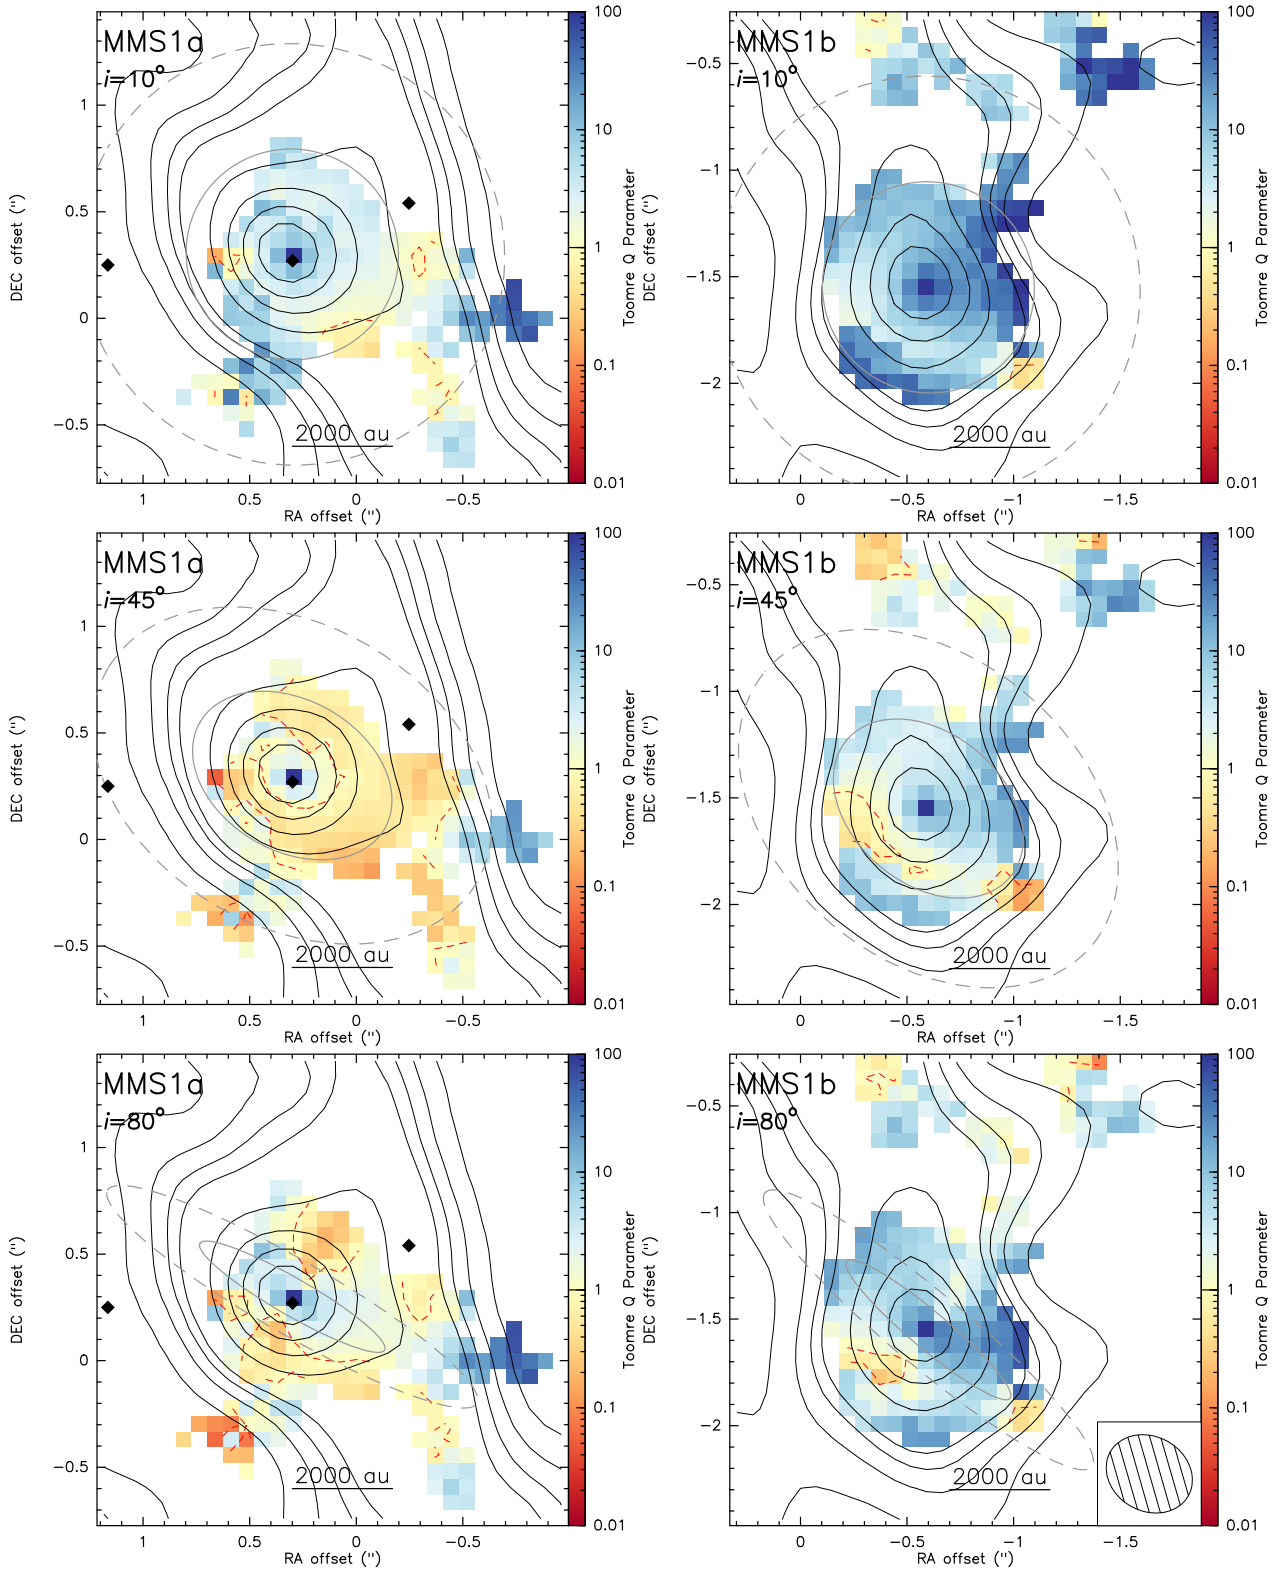 MMS1a
i=10°
1
0.5
0
−0.5
DEC offset (")
1
0.5
0
−0.5
RA offset (")
2000 au
100
10
1
0.1
0.01
Toomre Q Parameter
MMS1b
i=10°
−0.5
−1
−1.5
−2
DEC offset (")
0
−0.5
−1
−1.5
RA offset (")
2000 au
100
10
1
0.1
0.01
Toomre Q Parameter
MMS1a
i=45°
1
0.5
0
−0.5
DEC offset (")
1
0.5
0
−0.5
RA offset (")
2000 au
100
10
1
0.1
0.01
Toomre Q Parameter
MMS1b
i=45°
−0.5
−1
−1.5
−2
DEC offset (")
0
−0.5
−1
−1.5
RA offset (")
2000 au
100
10
1
0.1
0.01
Toomre Q Parameter
MMS1a
i=80°
1
0.5
0
−0.5
DEC offset (")
1
0.5
0
−0.5
RA offset (")
2000 au
100
10
1
0.1
0.01
Toomre Q Parameter
MMS1b
i=80°
−0.5
−1
−1.5
−2
DEC offset (")
0
−0.5
−1
−1.5
RA offset (")
2000 au
100
10
1
0.1
0.01
Toomre Q Parameter